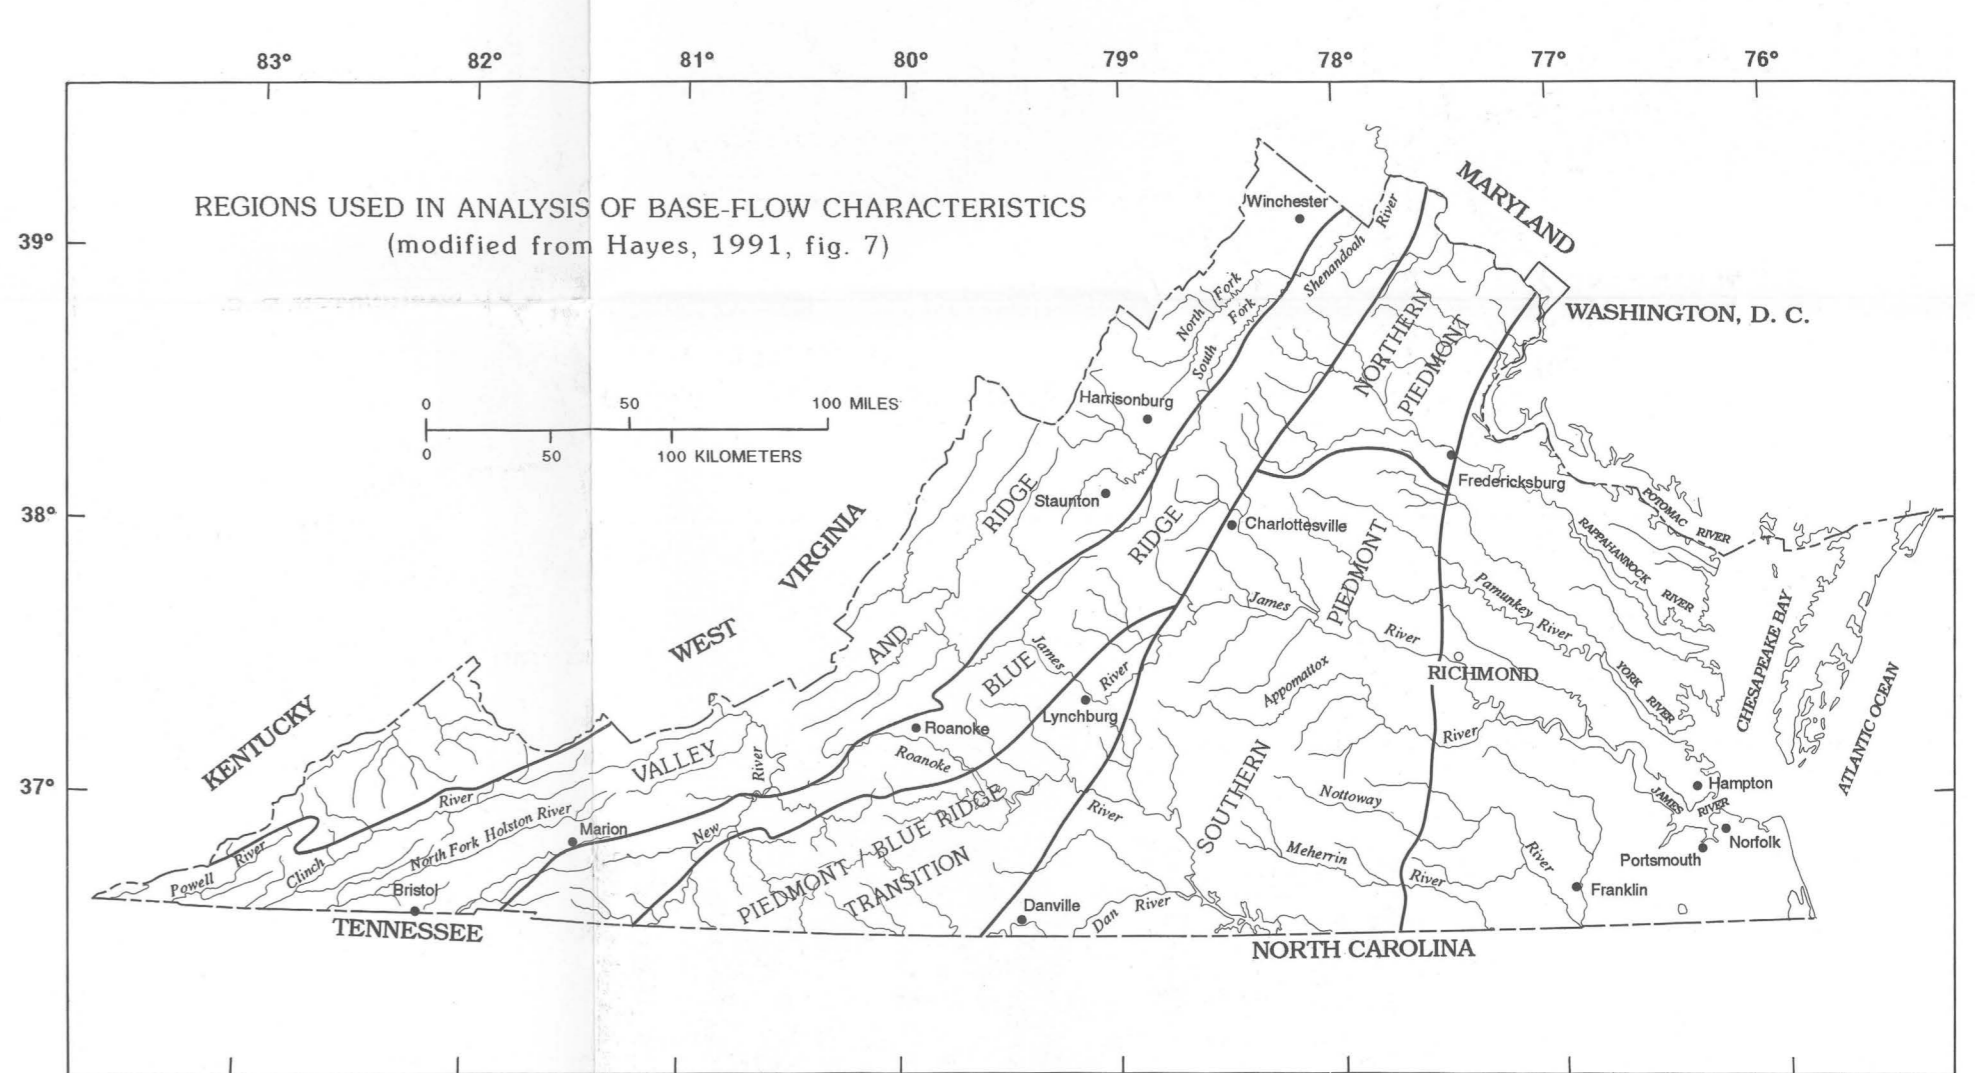 83° 82° 81° 80° 79° 78° 77° 76°
REGIONS USED IN ANALYSIS OF BASE-FLOW CHARACTERISTICS
(modified from Hayes, 1991, fig. 7)
39°
38°
37°
0 50 100 MILES
0 50 100 KILOMETERS
MARYLAND
WASHINGTON, D. C.
WEST VIRGINIA
KENTUCKY
TENNESSEE
NORTH CAROLINA
Winchester
Shenandoah River
North Fork
South Fork
NORTHERN
PIEDMONT
Harrisonburg
Staunton
Fredericksburg
Charlottesville
POTOMAC RIVER
RAPPAHANNOCK
RIVER
VALLEY AND RIDGE
BLUE RIDGE
SOUTHERN PIEDMONT
PIEDMONT / BLUE RIDGE
TRANSITION
Pamunkey River
James River
James River
RICHMOND
YORK RIVER
CHESAPEAKE BAY
ATLANTIC OCEAN
Appomattox River
Lynchburg
Roanoke
Roanoke River
New River
Nottoway River
Meherrin River
Hampton
JAMES RIVER
Norfolk
Portsmouth
Franklin
Danville
Dan River
Marion
North Fork Holston River
Clinch River
Powell River
Bristol